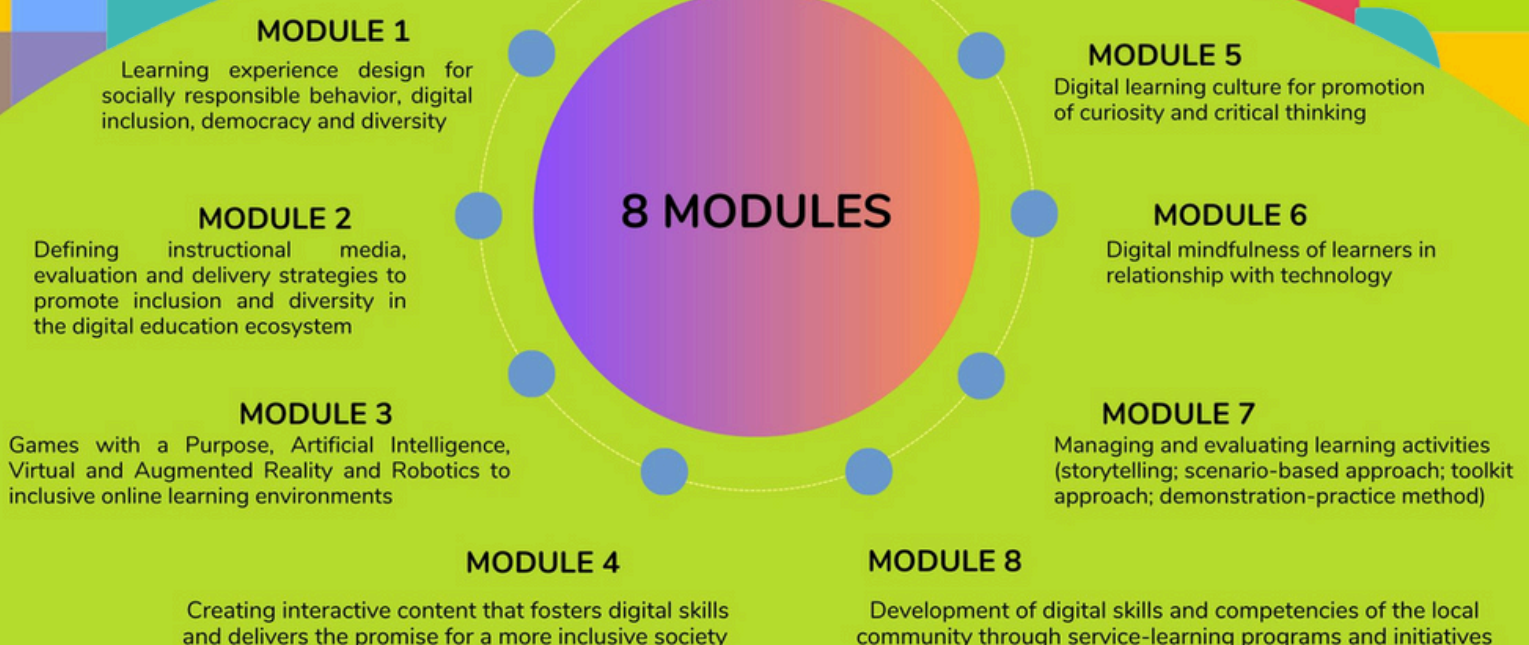 MODULE 1
Learning experience design for
socially responsible behavior, digital
inclusion, democracy and diversity
MODULE 2
Defining instructional media,
evaluation and delivery strategies to
promote inclusion and diversity in
the digital education ecosystem
MODULE 3
Games with a Purpose, Artificial Intelligence,
Virtual and Augmented Reality and Robotics to
inclusive online learning environments
MODULE 4
Creating interactive content that fosters digital skills
and delivers the promise for a more inclusive society
8 MODULES
MODULE 5
Digital learning culture for promotion
of curiosity and critical thinking
MODULE 6
Digital mindfulness of learners in
relationship with technology
MODULE 7
Managing and evaluating learning activities
(storytelling; scenario-based approach; toolkit
approach; demonstration-practice method)
MODULE 8
Development of digital skills and competencies of the local
community through service-learning programs and initiatives